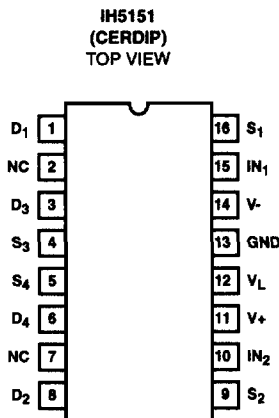 IH5151
(CERDIP)
TOP VIEW
D1 1 16 S1
NC 2 15 IN1
D3 3 14 V-
S3 4 13 GND
S4 5 12 VL
D4 6 11 V+
NC 7 10 IN2
D2 8 9 S2